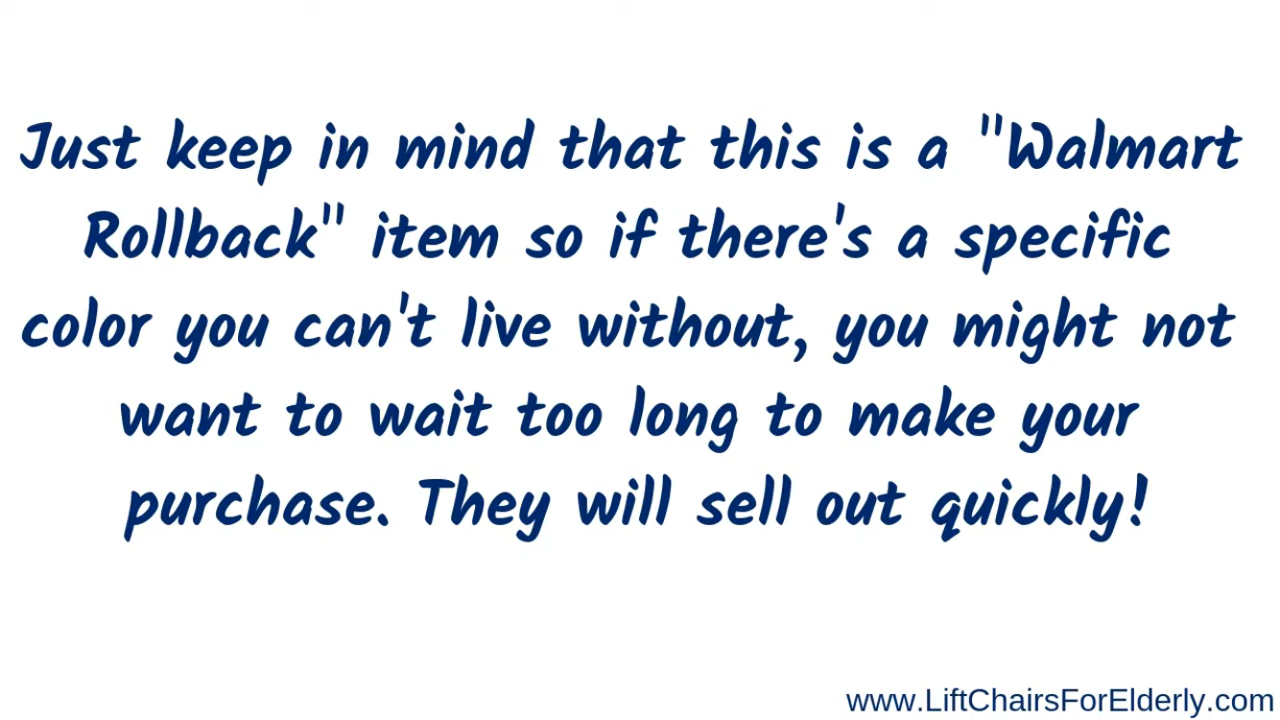 Just keep in mind that this is a "Walmart
Rollback" item so if there's a specific
color you can't live without, you might not
want to wait too long to make your
purchase. They will sell out quickly!
www.LiftChairsForElderly.com